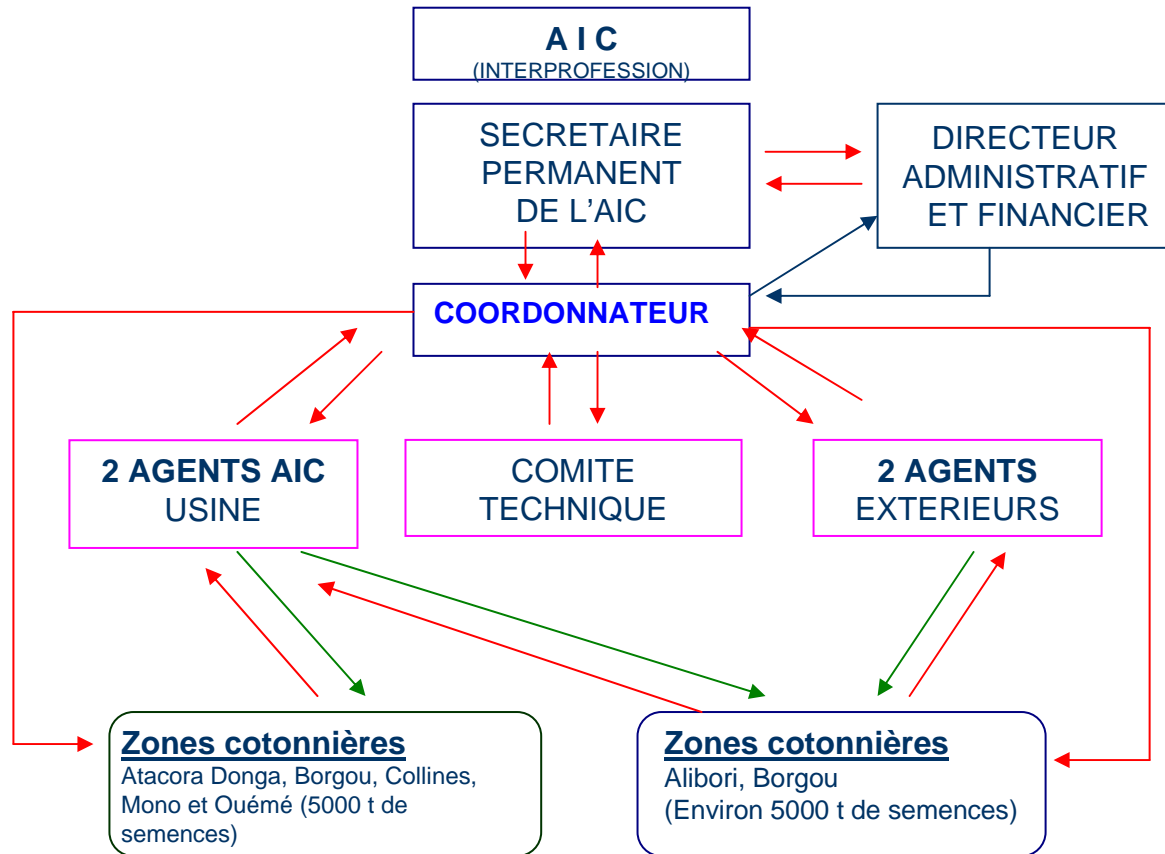 A I C
(INTERPROFESSION)
SECRETAIRE
PERMANENT
DE L'AIC
DIRECTEUR
ADMINISTRATIF
ET FINANCIER
COORDONNATEUR
2 AGENTS AIC
USINE
COMITE
TECHNIQUE
2 AGENTS
EXTERIEURS
Zones cotonnières
Atacora Donga, Borgou, Collines,
Mono et Ouémé (5000 t de
semences)
Zones cotonnières
Alibori, Borgou
(Environ 5000 t de semences)